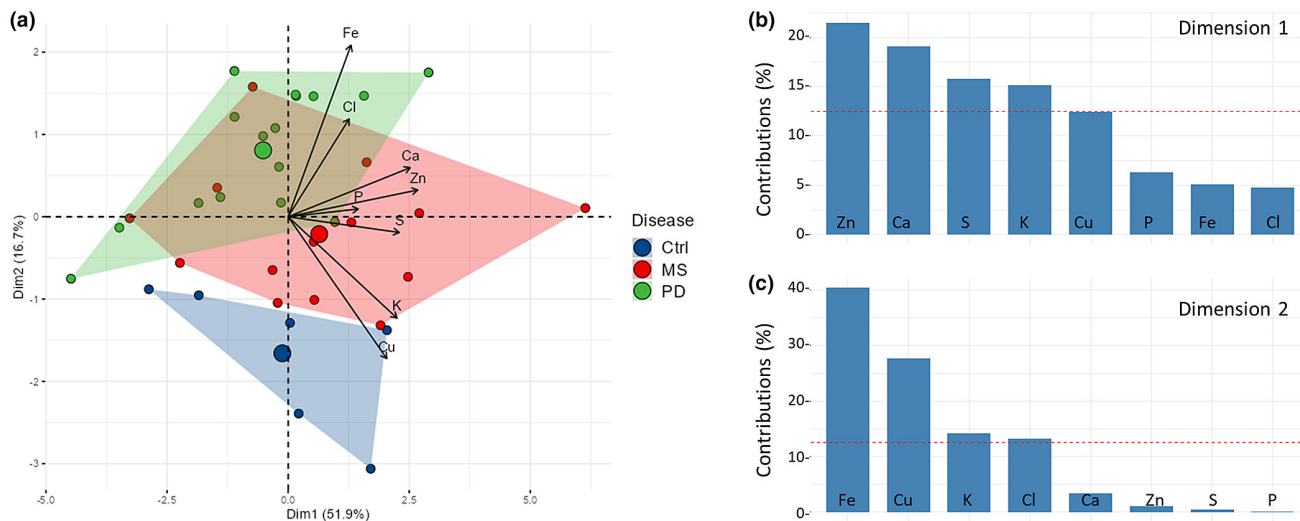 (a)
Fe
Cl
Ca
Zn
P
S
K
Cu
2
1
0
-1
-2
-3
-5.0
-2.5
0.0
2.5
5.0
Dim2 (16.7%)
Dim1 (51.9%)
Disease
Ctrl
MS
PD
(b)
Dimension 1
Contributions (%)
20
15
10
5
0
Zn Ca S K Cu P Fe Cl
(c)
Dimension 2
Contributions (%)
40
30
20
10
0
Fe Cu K Cl Ca Zn S P